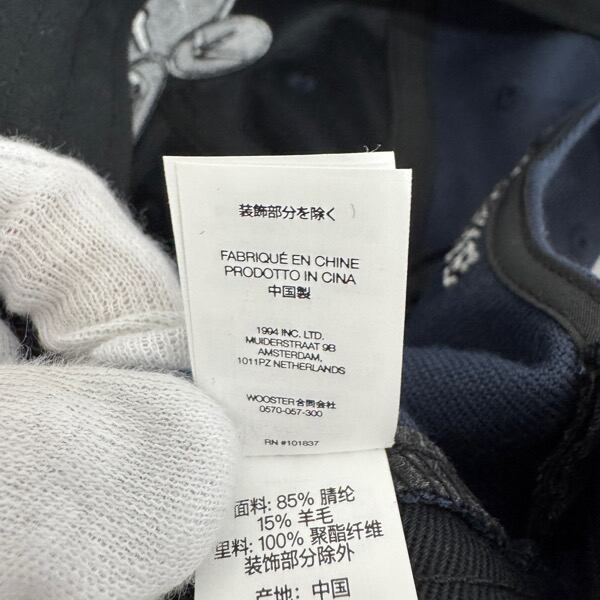 装飾部分を除く
FABRIQUÉ EN CHINE
PRODOTTO IN CINA
中国製
1994 INC. LTD,
MUIDERSTRAAT 9B
AMSTERDAM,
1011PZ NETHERLANDS
WOOSTER合同会社
0570-057-300
RN #101837
面料: 85% 腈纶
15% 羊毛
里料: 100% 聚酯纤维
装饰部分除外
产地: 中国